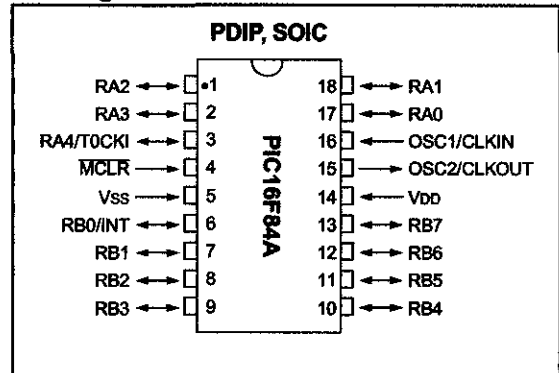 PDIP, SOIC
RA2 1 18 RA1
RA3 2 17 RA0
RA4/T0CKI 3 16 OSC1/CLKIN
MCLR 4 15 OSC2/CLKOUT
VSS 5 14 VDD
RB0/INT 6 13 RB7
RB1 7 12 RB6
RB2 8 11 RB5
RB3 9 10 RB4
PIC16F84A